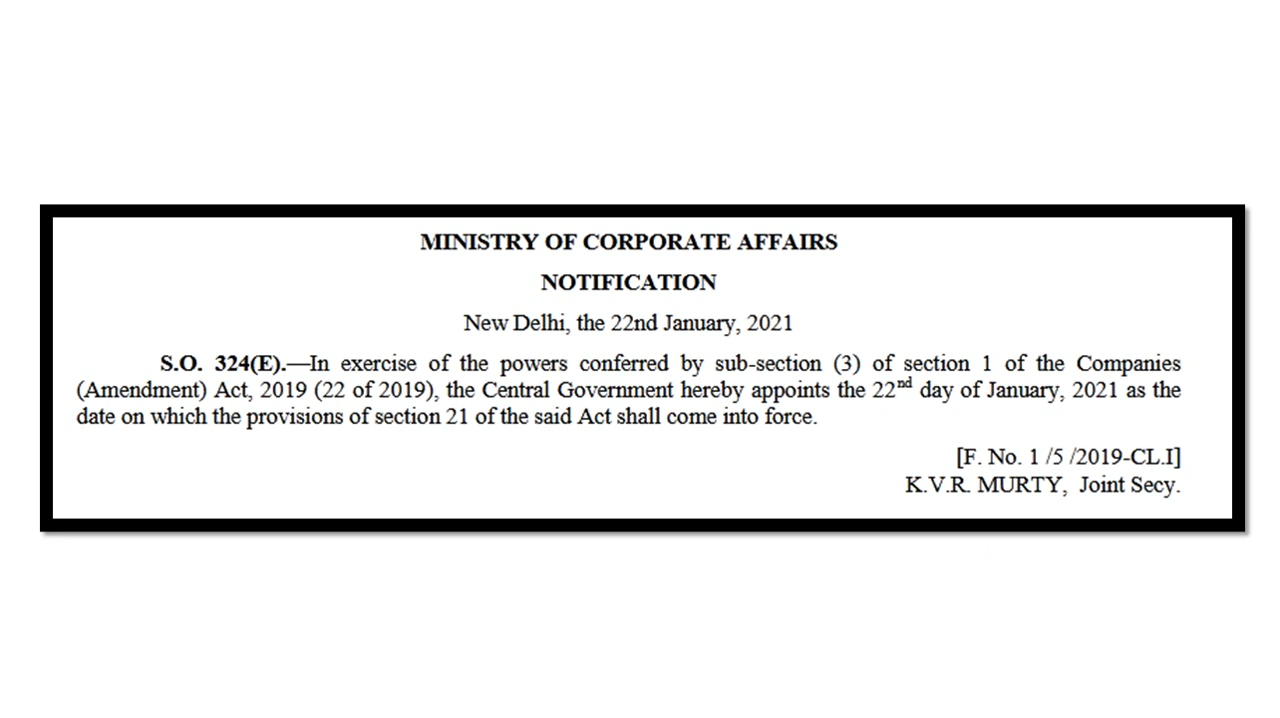 MINISTRY OF CORPORATE AFFAIRS
NOTIFICATION
New Delhi, the 22nd January, 2021
S.O. 324(E).—In exercise of the powers conferred by sub-section (3) of section 1 of the Companies
(Amendment) Act, 2019 (22 of 2019), the Central Government hereby appoints the 22nd day of January, 2021 as the
date on which the provisions of section 21 of the said Act shall come into force.
[F. No. 1 /5 /2019-CL.I]
K.V.R. MURTY, Joint Secy.